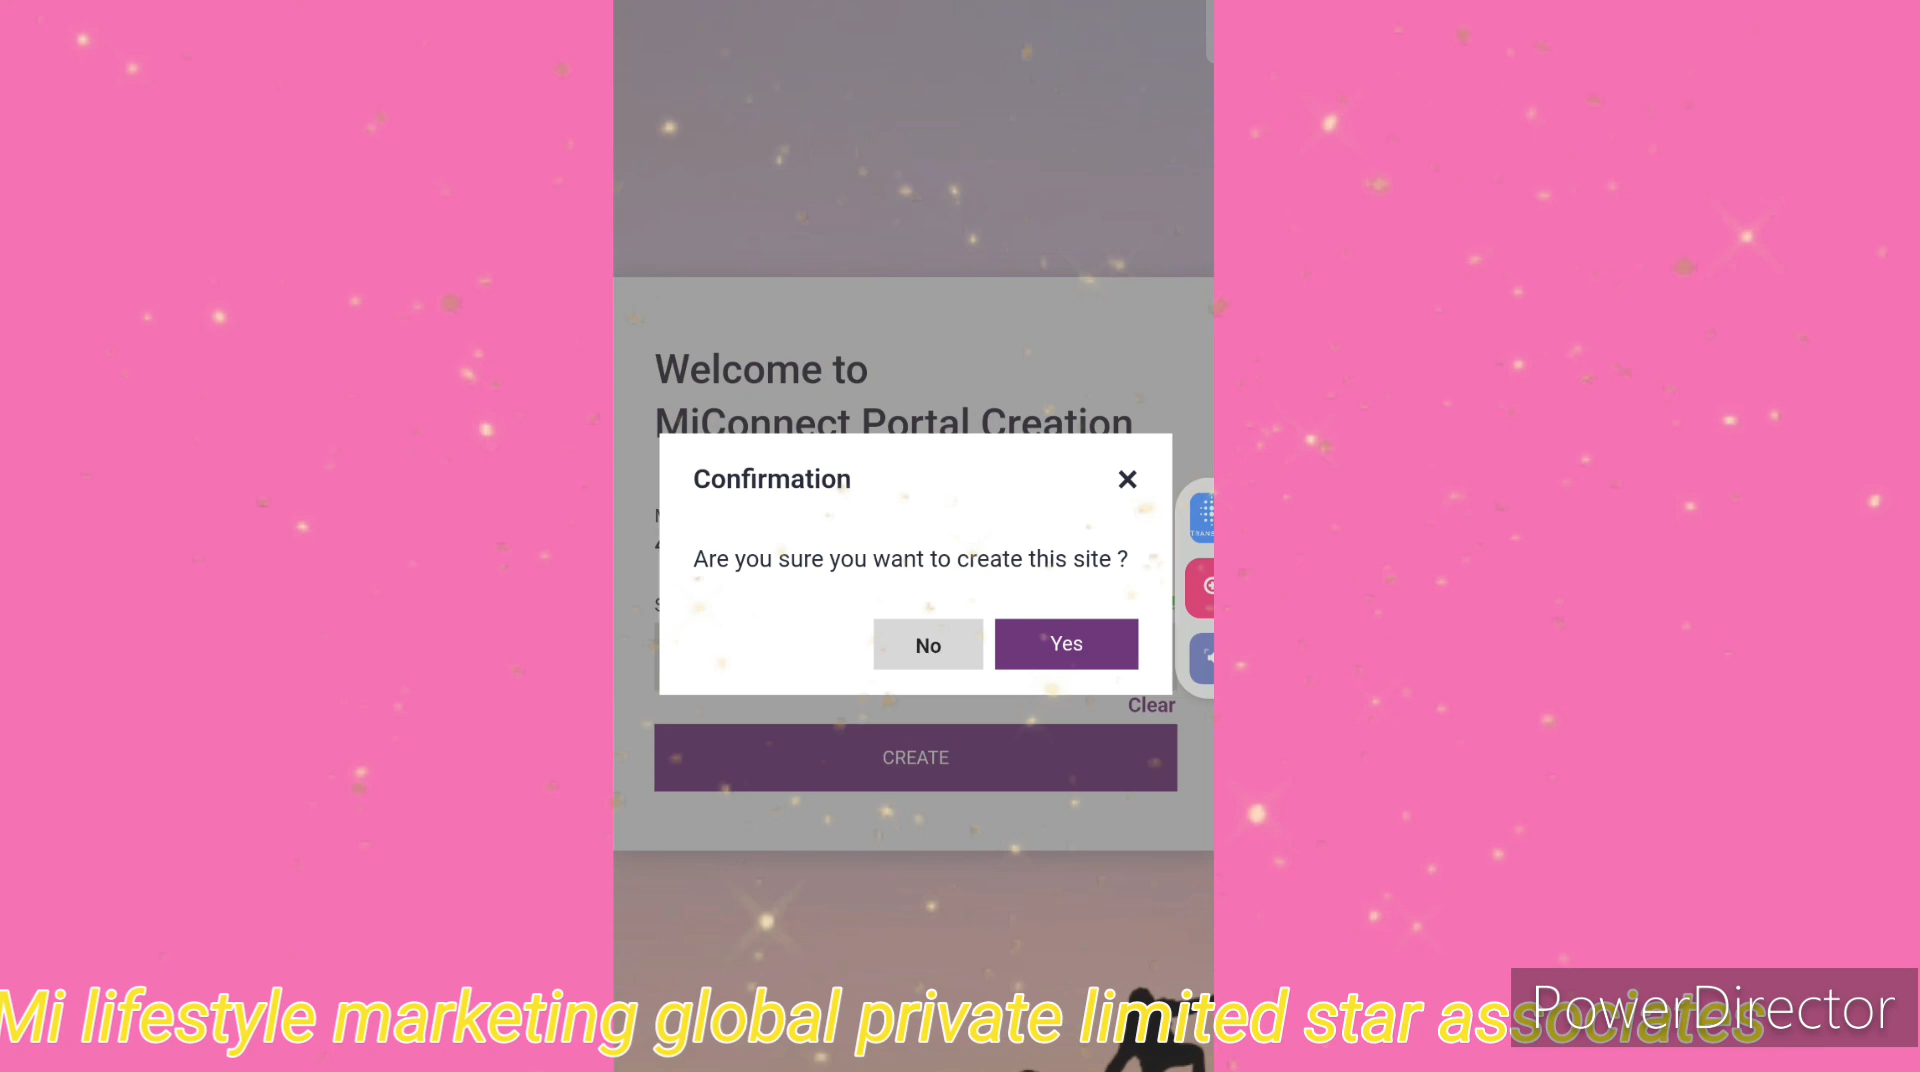 Welcome to
MiConnect Portal Creation
Confirmation
Are you sure you want to create this site ?
No
Yes
Clear
CREATE
Mi lifestyle marketing global private limited star associates
PowerDirector